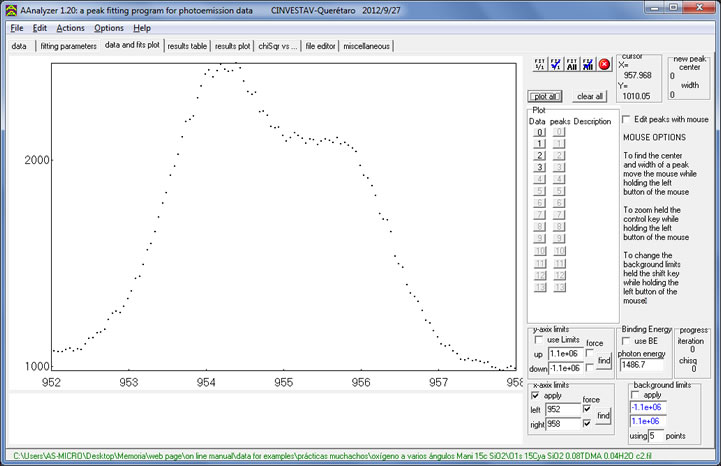 AAnalyzer 1.20: a peak fitting program for photoemission data CINVESTAV-Querétaro 2012/9/27
File Edit Actions Options Help
data fitting parameters data and fits plot results table results plot chiSqr vs ... file editor miscellaneous
FIT 1/1 FIT √1 FIT All FIT All
cursor
X=
957.968
Y=
1010.05
new peak
center
0
width
0
plot all clear all
Plot
Data peaks Description
0 0
1 1
2 2
3 3
4 4
5 5
6 6
7 7
8 8
9 9
10 10
11 11
12 12
13 13
Edit peaks with mouse
MOUSE OPTIONS
To find the center
and width of a peak
move the mouse while
holding the left
button of the mouse
To zoom held the
control key while
holding the left
button of the mouse
To change the
background limits
held the shift key
while holding the
left button of the
mouse
2000
1000
952 953 954 955 956 957 958
y-axis limits
use Limits force
up 1.1e+06
down -1.1e+06
find
Binding Energy
use BE
photon energy
1486.7
progress
iteration
0
chisq
0
x-axis limits
apply force
left 952
right 958
find
background limits
apply
-1.1e+06
1.1e+06
using 5 points
C:\Users\AS-MICRO\Desktop\Memoria\web page\on line manual\data for examples\prácticas muchachos\oxígeno a varios ángulos Mani 15c SiO2\O1s 15Cya SiO2 0.08TDMA 0.04H2O c2.fil